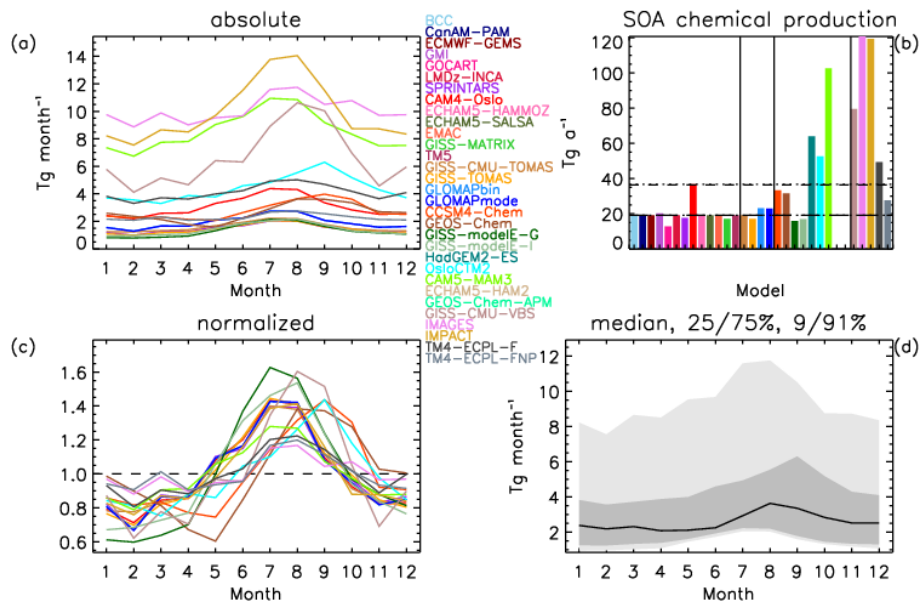 absolute
(a)
Tg month⁻¹
14
12
10
8
6
4
2
0
1 2 3 4 5 6 7 8 9 10 11 12
Month
BCC
CanAM-PAM
ECMWF-GEMS
GMI
GOCART
LMDz-INCA
SPRINTARS
CAM4-Oslo
ECHAM5-HAMMOZ
ECHAM5-SALSA
EMAC
GISS-MATRIX
TM5
GISS-CMU-TOMAS
GISS-TOMAS
GLOMAPbin
GLOMAPmode
CCSM4-Chem
GEOS-Chem
GISS-modelE-G
GISS-modelE-I
HadGEM2-ES
OsloCTM2
CAM5-MAM3
ECHAM5-HAM2
GEOS-Chem-APM
GISS-CMU-VBS
IMAGES
IMPACT
TM4-ECPL-F
TM4-ECPL-FNP
SOA chemical production
(b)
Tg a⁻¹
120
100
80
60
40
20
0
Model
normalized
(c)
1.6
1.4
1.2
1.0
0.8
0.6
1 2 3 4 5 6 7 8 9 10 11 12
Month
median, 25/75%, 9/91%
(d)
Tg month⁻¹
12
10
8
6
4
2
1 2 3 4 5 6 7 8 9 10 11 12
Month